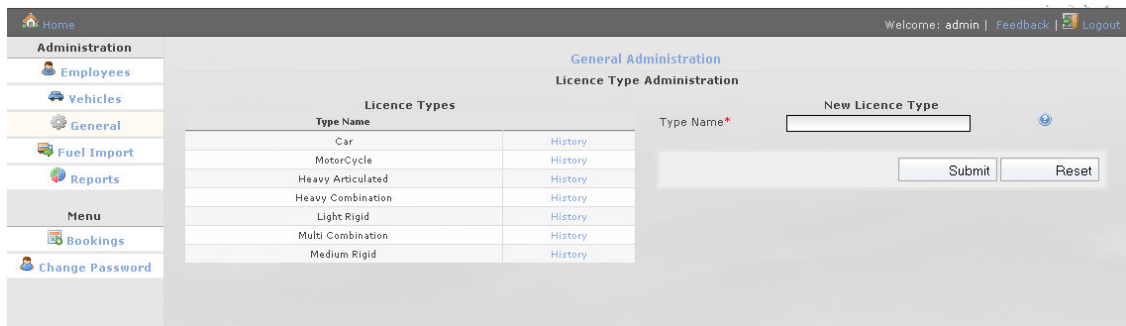 Home Welcome: admin | Feedback | Logout
Administration
Employees
Vehicles
General
Fuel Import
Reports
Menu
Bookings
Change Password
General Administration
Licence Type Administration
Licence Types
Type Name
Car History
MotorCycle History
Heavy Articulated History
Heavy Combination History
Light Rigid History
Multi Combination History
Medium Rigid History
New Licence Type
Type Name*
Submit Reset